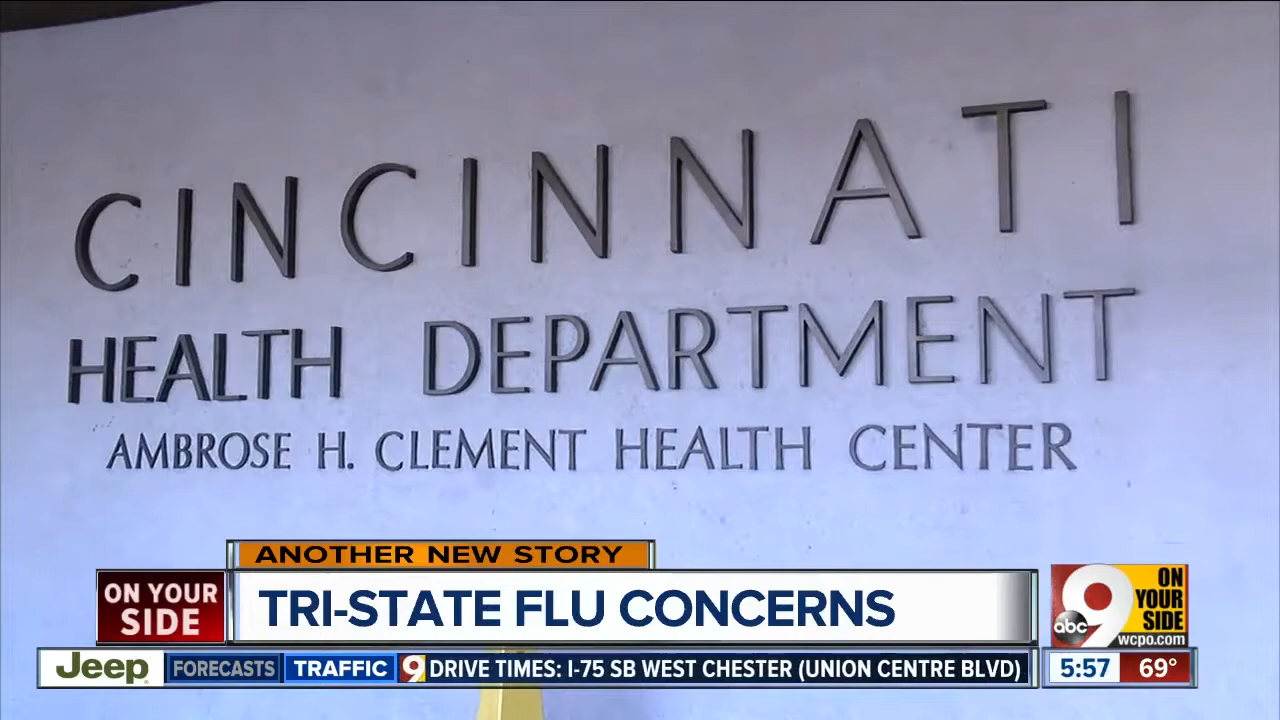 CINCINNATI
HEALTH DEPARTMENT
AMBROSE H. CLEMENT HEALTH CENTER
ANOTHER NEW STORY
ON YOUR
SIDE
TRI-STATE FLU CONCERNS
abc 9
ON
YOUR
SIDE
wcpo.com
Jeep FORECASTS TRAFFIC 9 DRIVE TIMES: I-75 SB WEST CHESTER (UNION CENTRE BLVD) 5:57 69°